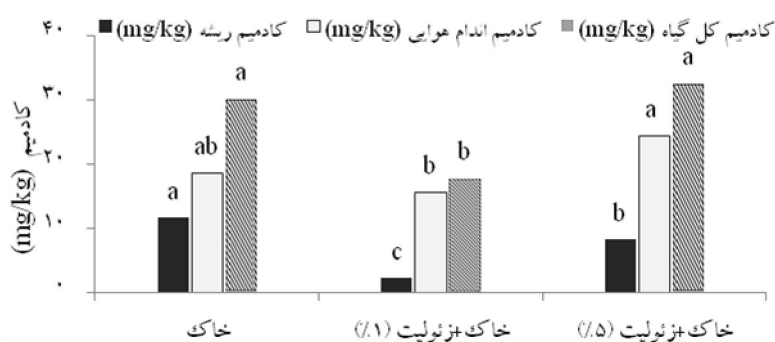 کادمیم ریشه (mg/kg) کادمیم اندام هوایی (mg/kg) کادمیم کل گیاه (mg/kg)
کادمیم (mg/kg)
۴۰
۳۰
۲۰
۱۰
۰
a ab a
c b b
b a a
خاک خاک+زئولیت (۱٪) خاک+زئولیت (۵٪)